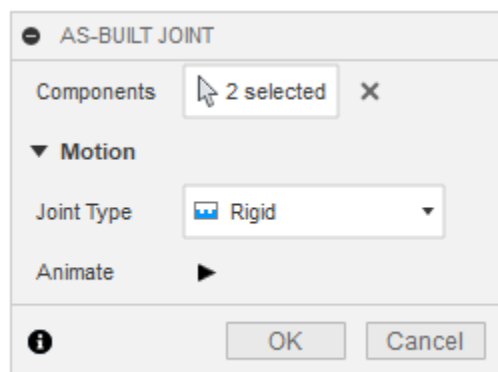 AS-BUILT JOINT
Components 2 selected
Motion
Joint Type Rigid
Animate
OK Cancel